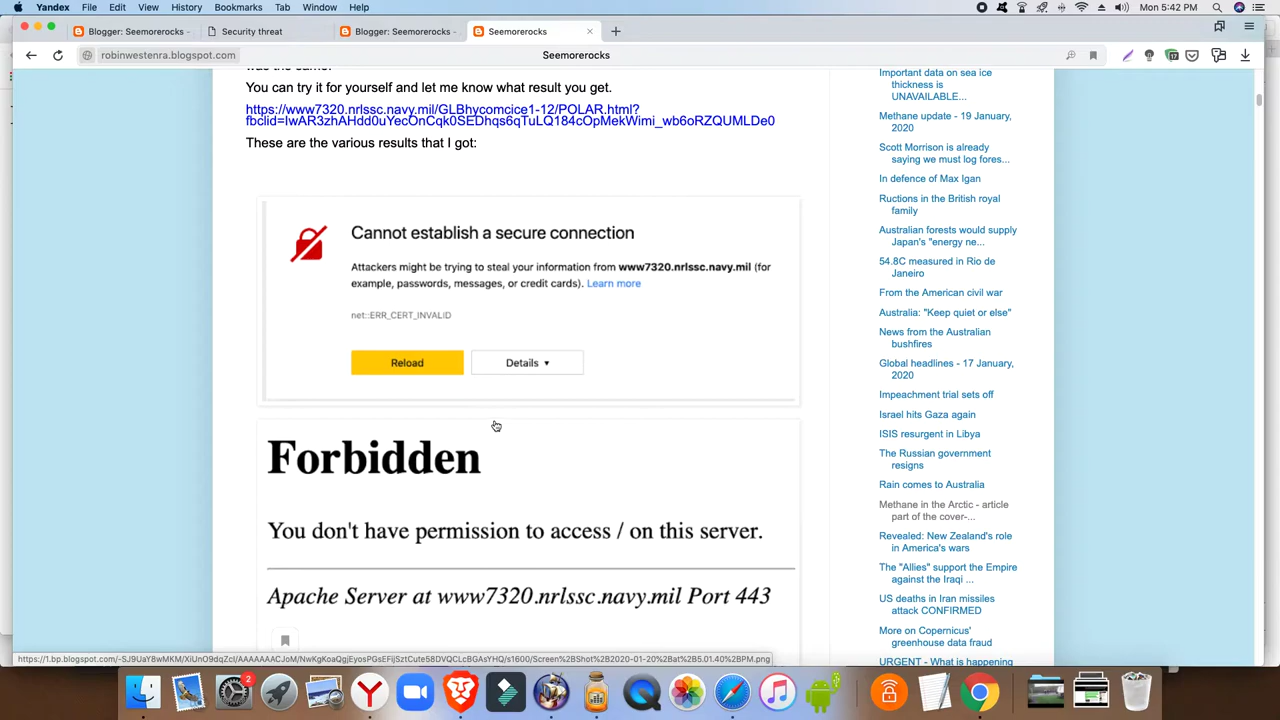 Yandex File Edit View History Bookmarks Tab Window Help Mon 5:42 PM
Blogger: Seemorerocks - Security threat Blogger: Seemorerocks - Seemorerocks
robinwestenra.blogspot.com Seemorerocks
was the same.
You can try it for yourself and let me know what result you get.
https://www7320.nrlssc.navy.mil/GLBhycomcice1-12/POLAR.html?
fbclid=IwAR3zhAHdd0uYecOnCqk0SEDhqs6qTuLQ184cOpMekWimi_wb6oRZQUMLDe0
These are the various results that I got:
Cannot establish a secure connection
Attackers might be trying to steal your information from www7320.nrlssc.navy.mil (for
example, passwords, messages, or credit cards). Learn more
net::ERR_CERT_INVALID
Reload Details
Forbidden
You don't have permission to access / on this server.
Apache Server at www7320.nrlssc.navy.mil Port 443
Important data on sea ice
thickness is
UNAVAILABLE...
Methane update - 19 January,
2020
Scott Morrison is already
saying we must log fores...
In defence of Max Igan
Ructions in the British royal
family
Australian forests would supply
Japan's "energy ne...
54.8C measured in Rio de
Janeiro
From the American civil war
Australia: "Keep quiet or else"
News from the Australian
bushfires
Global headlines - 17 January,
2020
Impeachment trial sets off
Israel hits Gaza again
ISIS resurgent in Libya
The Russian government
resigns
Rain comes to Australia
Methane in the Arctic - article
part of the cover-...
Revealed: New Zealand's role
in America's wars
The "Allies" support the Empire
against the Iraqi ...
US deaths in Iran missiles
attack CONFIRMED
More on Copernicus'
greenhouse data fraud
URGENT - What is happening
2